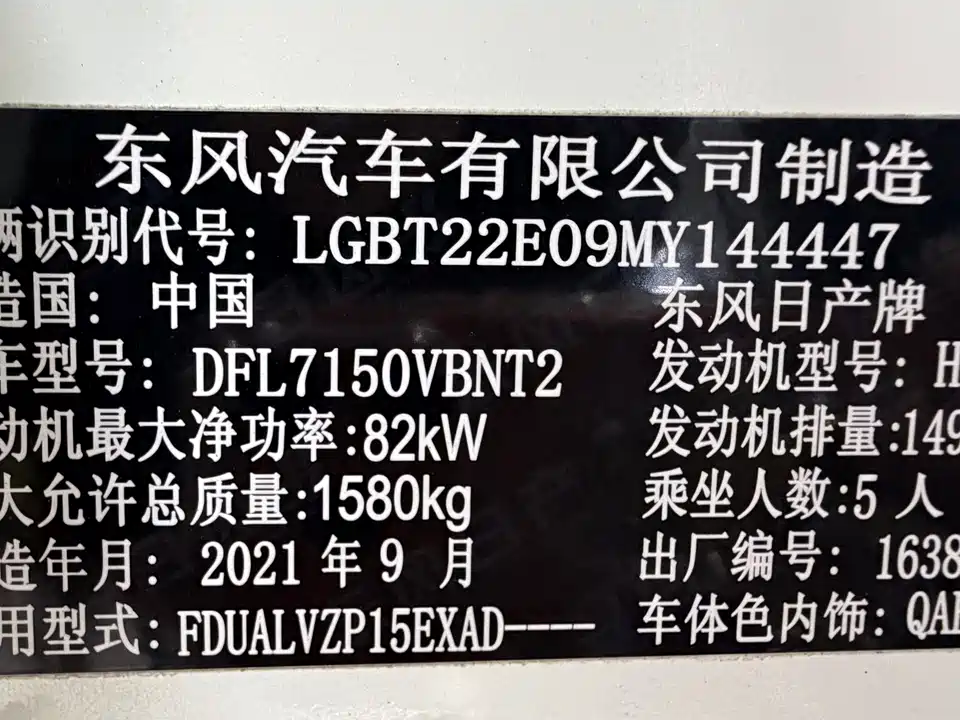 东风汽车有限公司制造
辆识别代号: LGBT22E09MY144447
造国: 中国 东风日产牌
车型号: DFL7150VBNT2 发动机型号: H
动机最大净功率:82kW 发动机排量:149
大允许总质量:1580kg 乘坐人数:5 人
造年月: 2021 年 9 月 出厂编号: 1638
用型式: FDUALVZP15EXAD---- 车体色内饰: QA